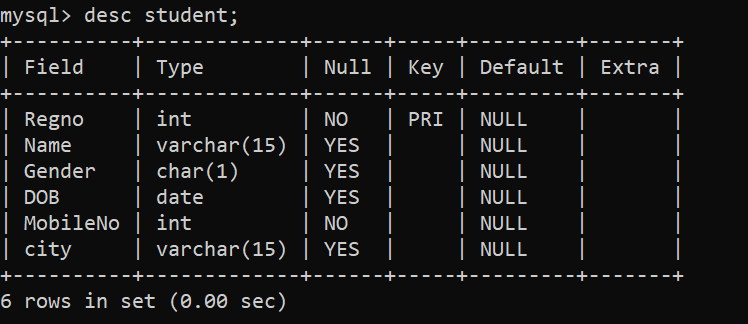 mysql> desc student;
+----------+-------------+------+-----+---------+-------+
| Field    | Type        | Null | Key | Default | Extra |
+----------+-------------+------+-----+---------+-------+
| Regno    | int         | NO   | PRI | NULL    |       |
| Name     | varchar(15) | YES  |     | NULL    |       |
| Gender   | char(1)     | YES  |     | NULL    |       |
| DOB      | date        | YES  |     | NULL    |       |
| MobileNo | int         | NO   |     | NULL    |       |
| city     | varchar(15) | YES  |     | NULL    |       |
+----------+-------------+------+-----+---------+-------+
6 rows in set (0.00 sec)